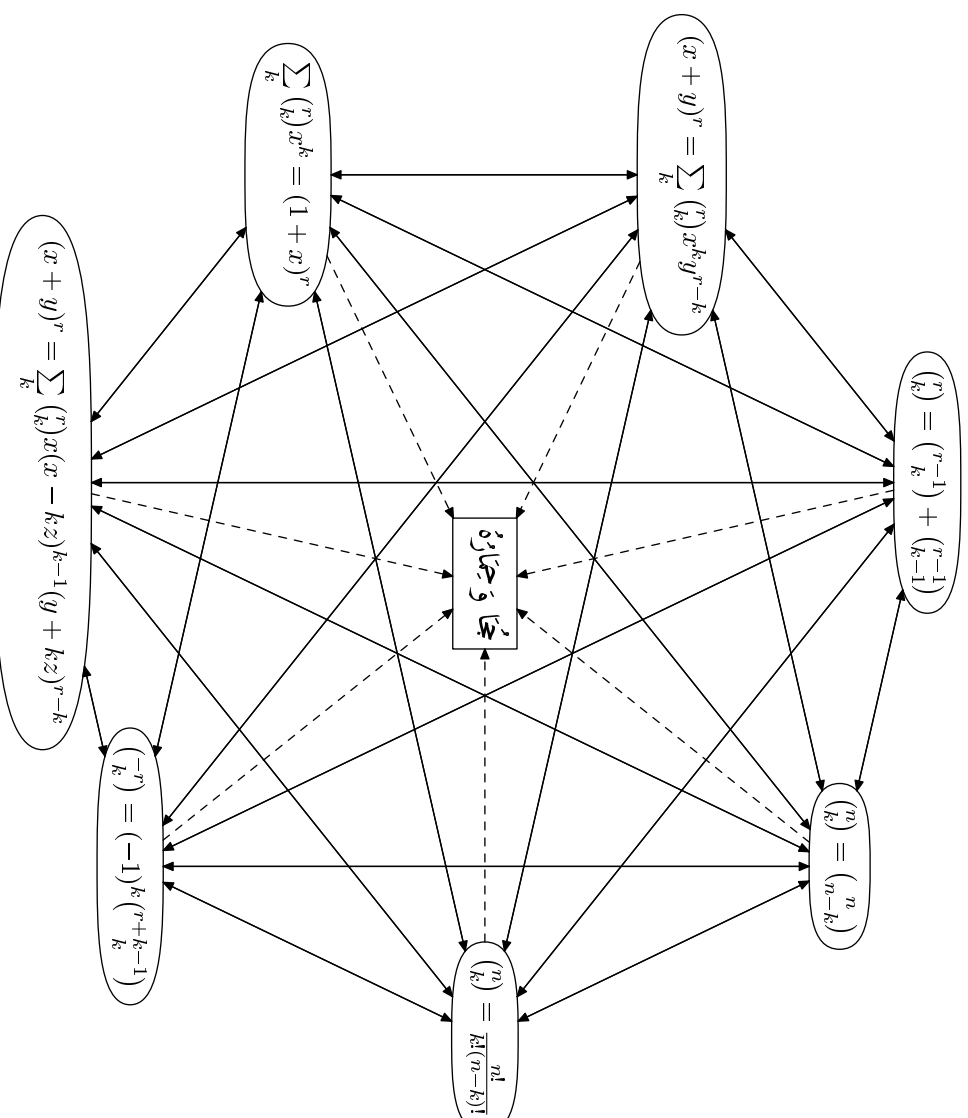 (x + y)^r = \sum_k \binom{r}{k} x^k y^{r-k}
\binom{r}{k} = \binom{r-1}{k} + \binom{r-1}{k-1}
\binom{n}{k} = \binom{n}{n-k}
\binom{n}{k} = \frac{n!}{k!(n-k)!}
\binom{-r}{k} = (-1)^k \binom{r+k-1}{k}
(x + y)^r = \sum_k \binom{r}{k} x(x - kz)^{k-1}(y + kz)^{r-k}
\sum_k \binom{r}{k} x^k = (1 + x)^r